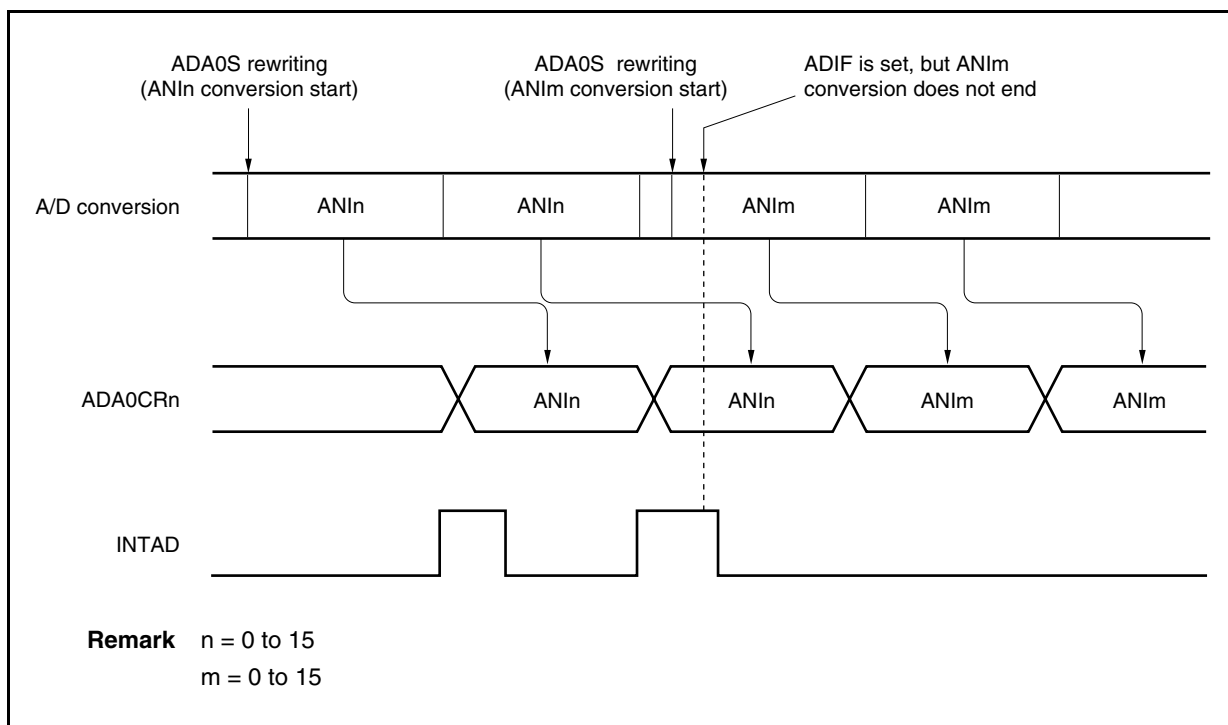 ADA0S rewriting
(ANIn conversion start)
ADA0S rewriting
(ANIm conversion start)
ADIF is set, but ANIm
conversion does not end
A/D conversion
ANIn
ANIn
ANIm
ANIm
ADA0CRn
ANIn
ANIn
ANIm
ANIm
INTAD
Remark n = 0 to 15
m = 0 to 15